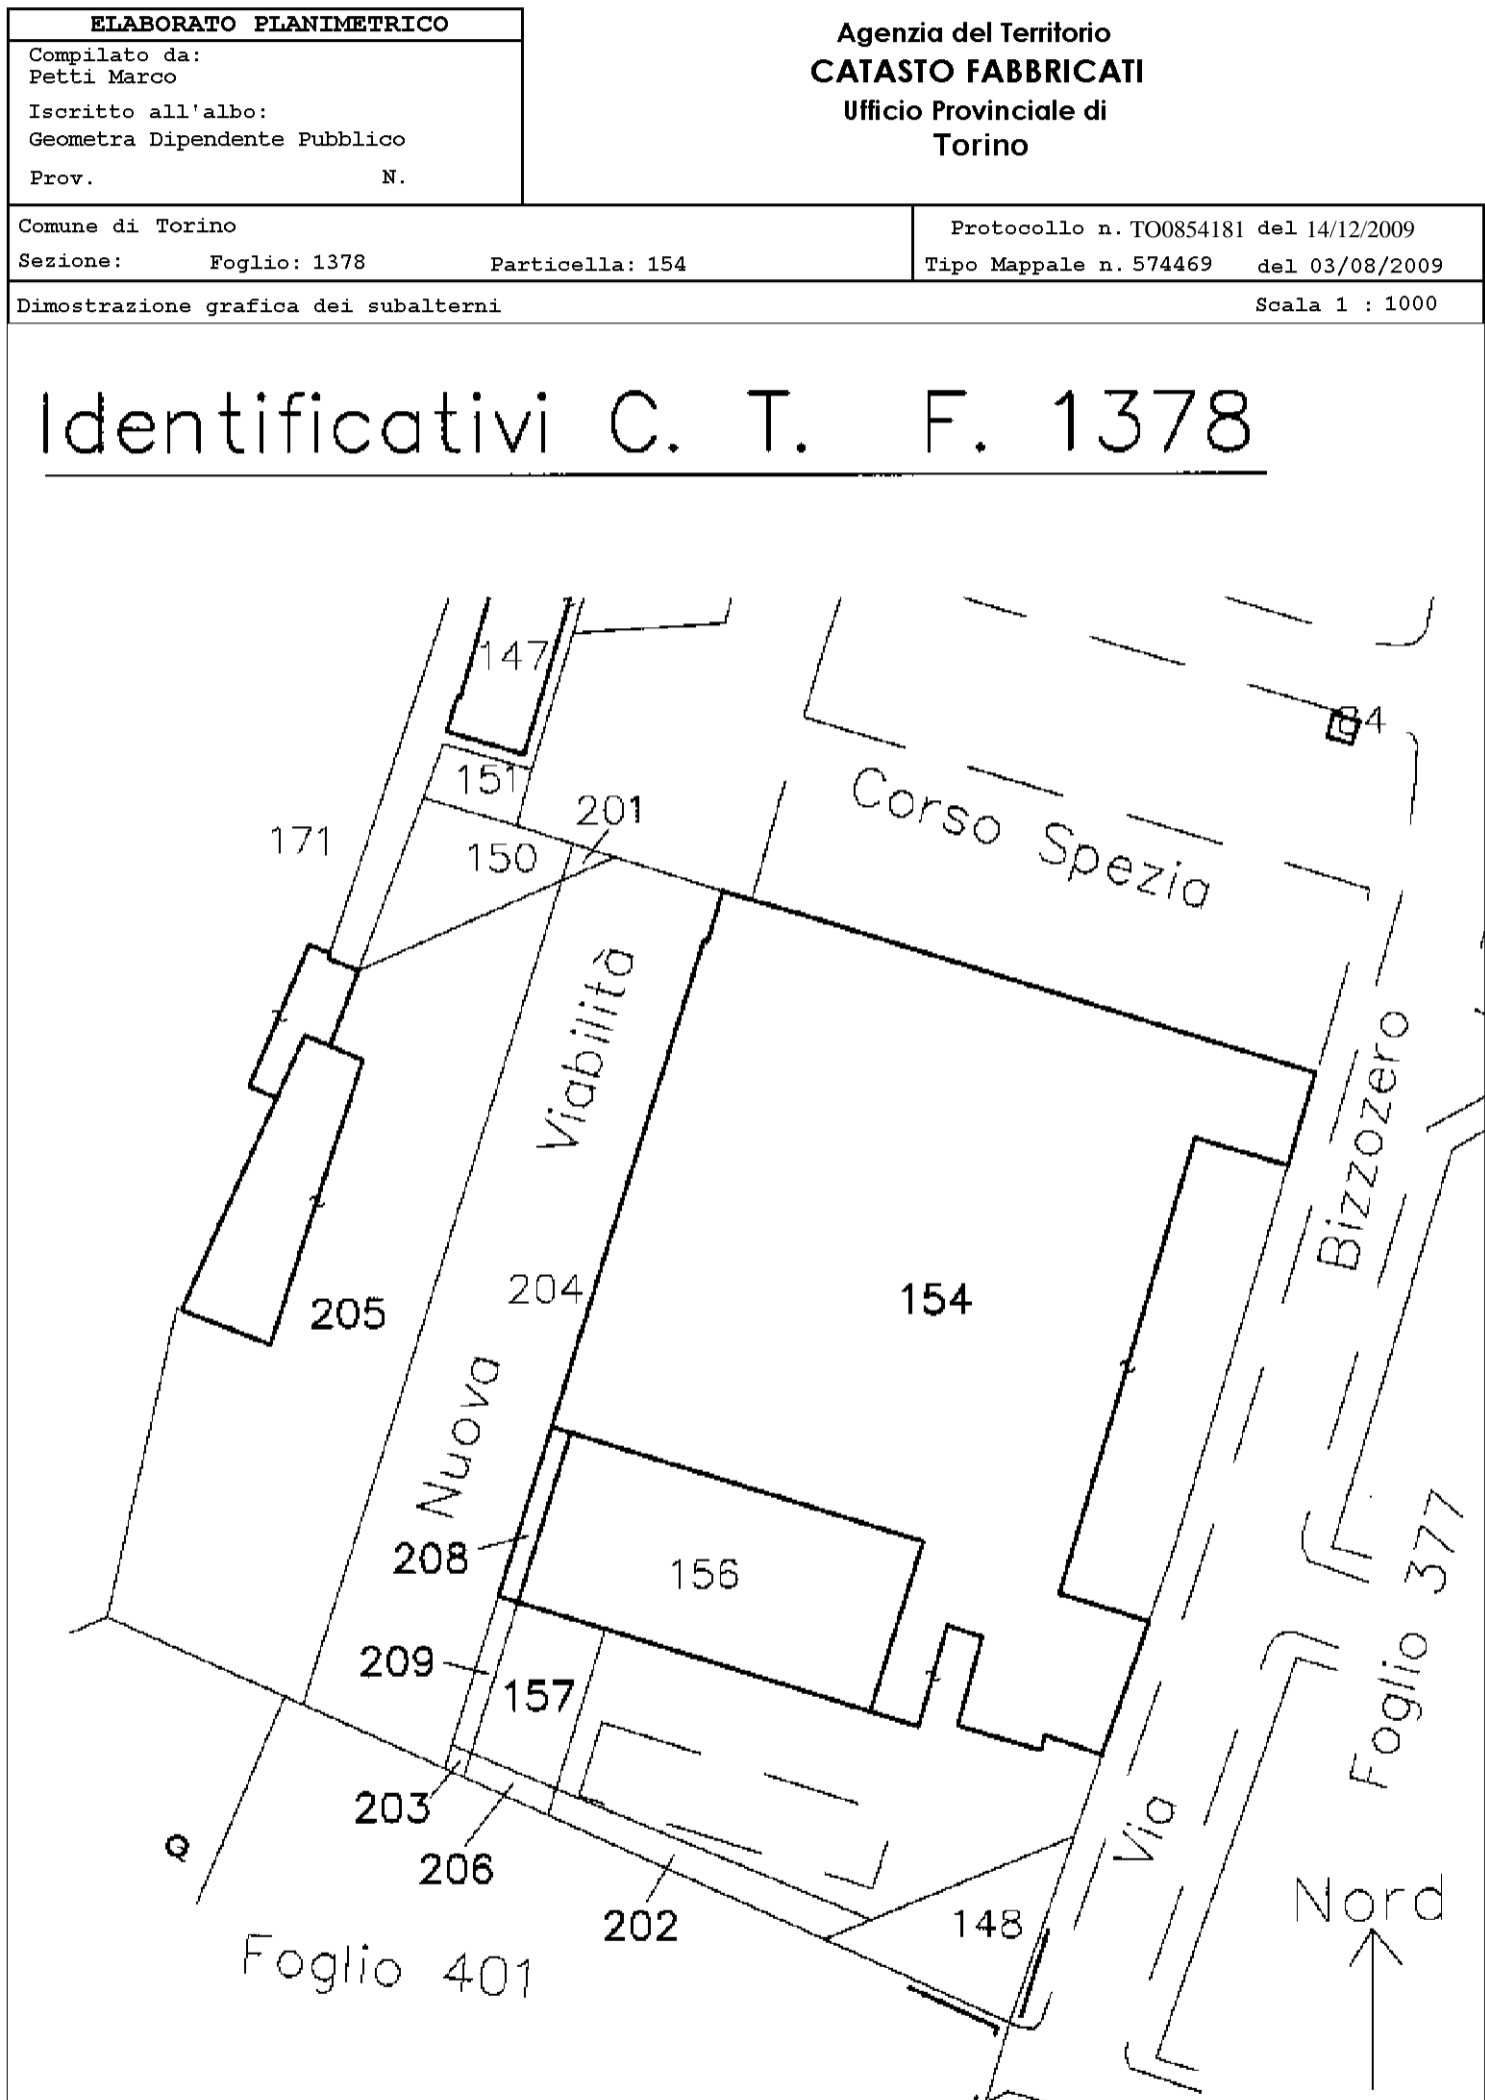 ELABORATO PLANIMETRICO
Compilato da:
Petti Marco
Iscritto all'albo:
Geometra Dipendente Pubblico
Prov. N.
Agenzia del Territorio
CATASTO FABBRICATI
Ufficio Provinciale di
Torino
Comune di Torino
Sezione: Foglio: 1378 Particella: 154
Protocollo n. TO0854181 del 14/12/2009
Tipo Mappale n. 574469 del 03/08/2009
Dimostrazione grafica dei subalterni
Scala 1 : 1000
Identificativi C. T. F. 1378
147
84
151
201
Corso Spezia
171
150
Nuova Viabilità
Via Bizzozero
204
205
154
208
156
Foglio 377
209
157
203
206
202
Q
148
Nord
Foglio 401